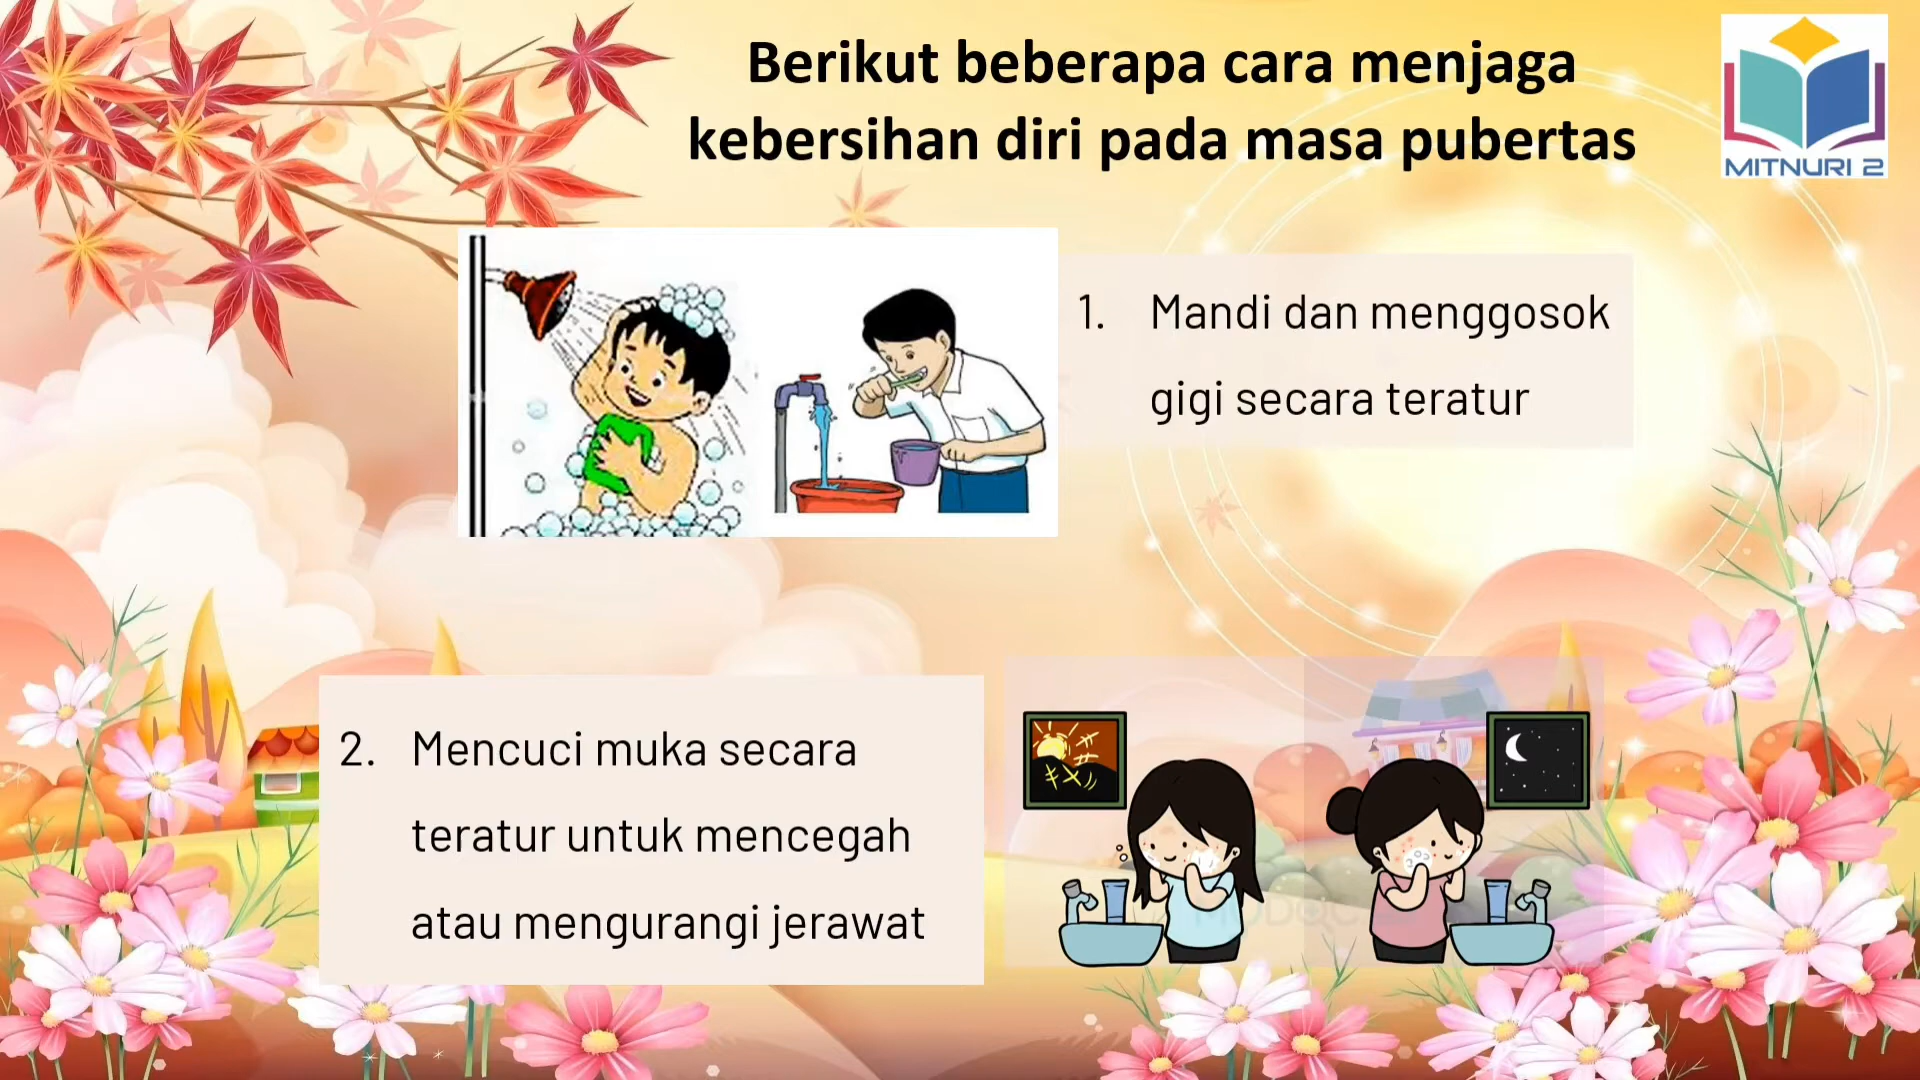 Berikut beberapa cara menjaga
kebersihan diri pada masa pubertas
MITNURI 2
1. Mandi dan menggosok
gigi secara teratur
2. Mencuci muka secara
teratur untuk mencegah
atau mengurangi jerawat